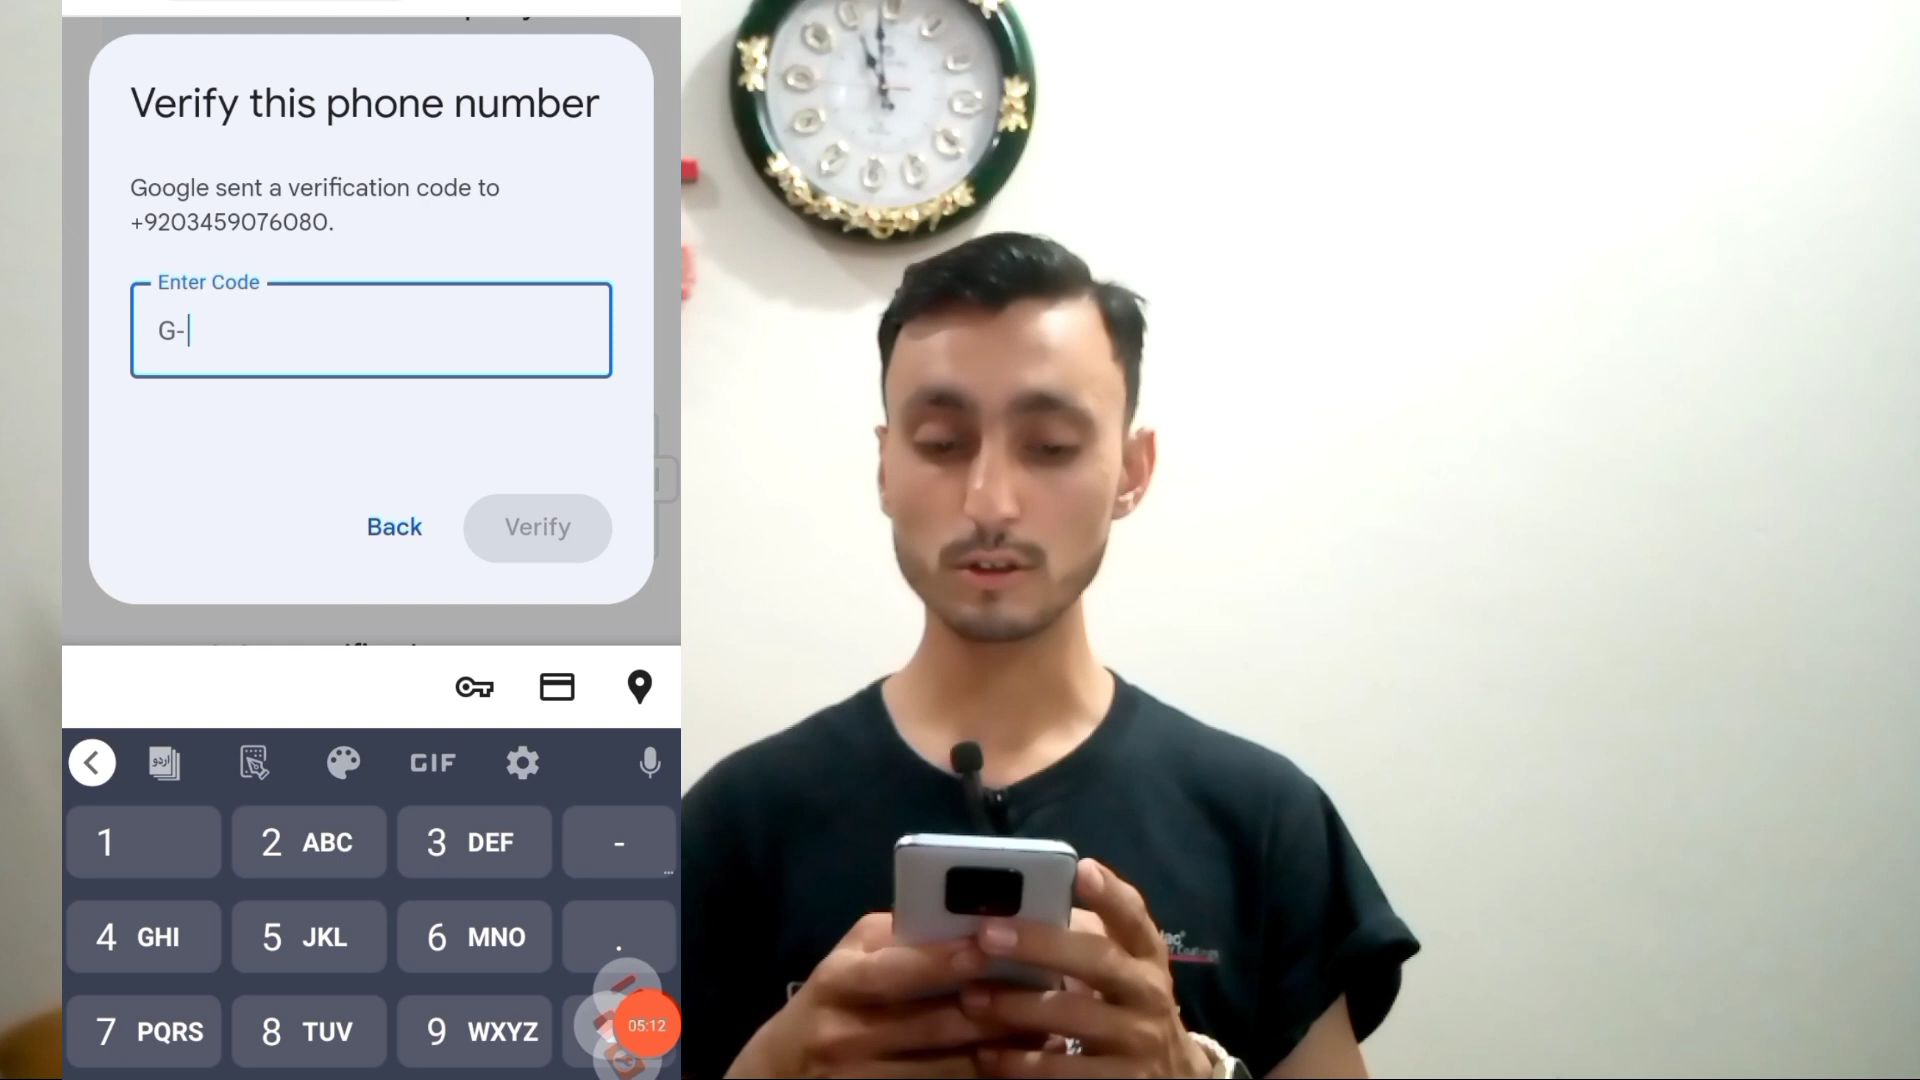 Verify this phone number
Google sent a verification code to
+9203459076080.
Enter Code
G-
Back
Verify
اردو
GIF
1
2 ABC
3 DEF
-
4 GHI
5 JKL
6 MNO
.
7 PQRS
8 TUV
9 WXYZ
05:12